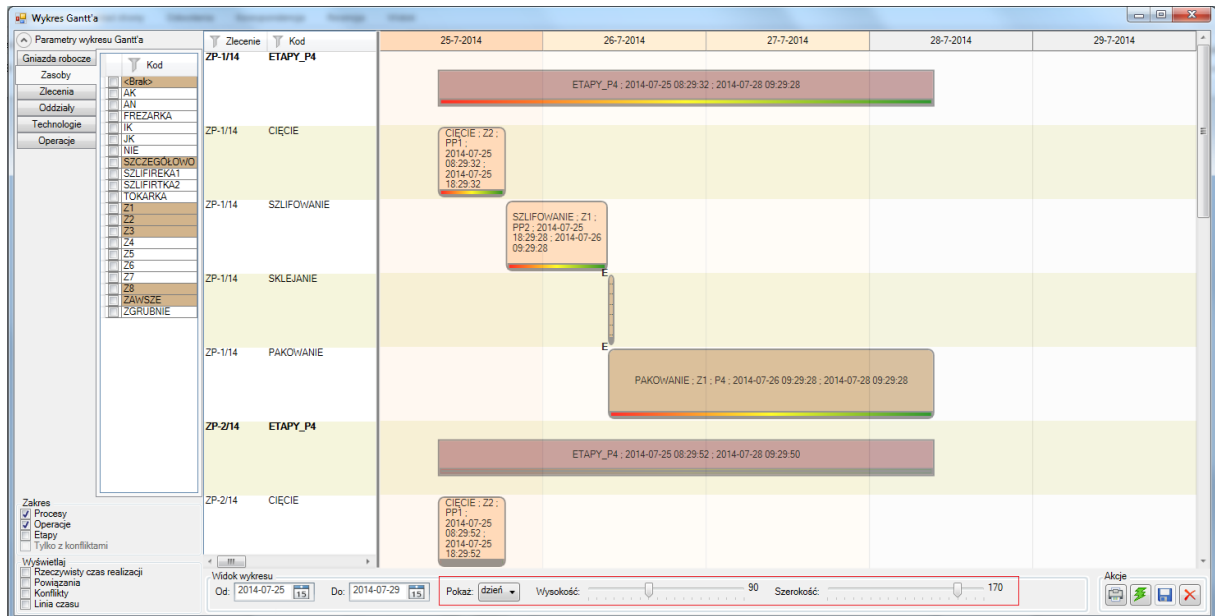 Wykres Gantt'a
Parametry wykresu Gantt'a
Gniazda robocze
Zasoby
Zlecenia
Oddziały
Technologie
Operacje
Kod
<Brak>
AK
AN
FREZARKA
IK
JK
NIE
SZCZEGÓŁOWO
SZLIFIREKA1
SZLIFIRTKA2
TOKARKA
Z1
Z2
Z3
Z4
Z5
Z6
Z7
Z8
ZAWSZE
ZGRUBNIE
Zakres
Procesy
Operacje
Etapy
Tylko z konfliktami
Wyświetlaj
Rzeczywisty czas realizacji
Powiązania
Konflikty
Linia czasu
Zlecenie Kod 25-7-2014 26-7-2014 27-7-2014 28-7-2014 29-7-2014
ZP-1/14 ETAPY_P4
ETAPY_P4 ; 2014-07-25 08:29:32 ; 2014-07-28 09:29:28
ZP-1/14 CIĘCIE
CIĘCIE ; Z2 ;
PP1 ;
2014-07-25
08:29:32 ;
2014-07-25
18:29:32
ZP-1/14 SZLIFOWANIE
SZLIFOWANIE ; Z1 ;
PP2 ; 2014-07-25
18:29:28 ; 2014-07-26
09:29:28
ZP-1/14 SKLEJANIE
E
E
ZP-1/14 PAKOWANIE
PAKOWANIE ; Z1 ; P4 ; 2014-07-26 09:29:28 ; 2014-07-28 09:29:28
ZP-2/14 ETAPY_P4
ETAPY_P4 ; 2014-07-25 08:29:52 ; 2014-07-28 09:29:50
ZP-2/14 CIĘCIE
CIĘCIE ; Z2 ;
PP1 ;
2014-07-25
08:29:52 ;
2014-07-25
18:29:52
Widok wykresu
Od: 2014-07-25 15 Do: 2014-07-29 15 Pokaż: dzień Wysokość: 90 Szerokość: 170
Akcje